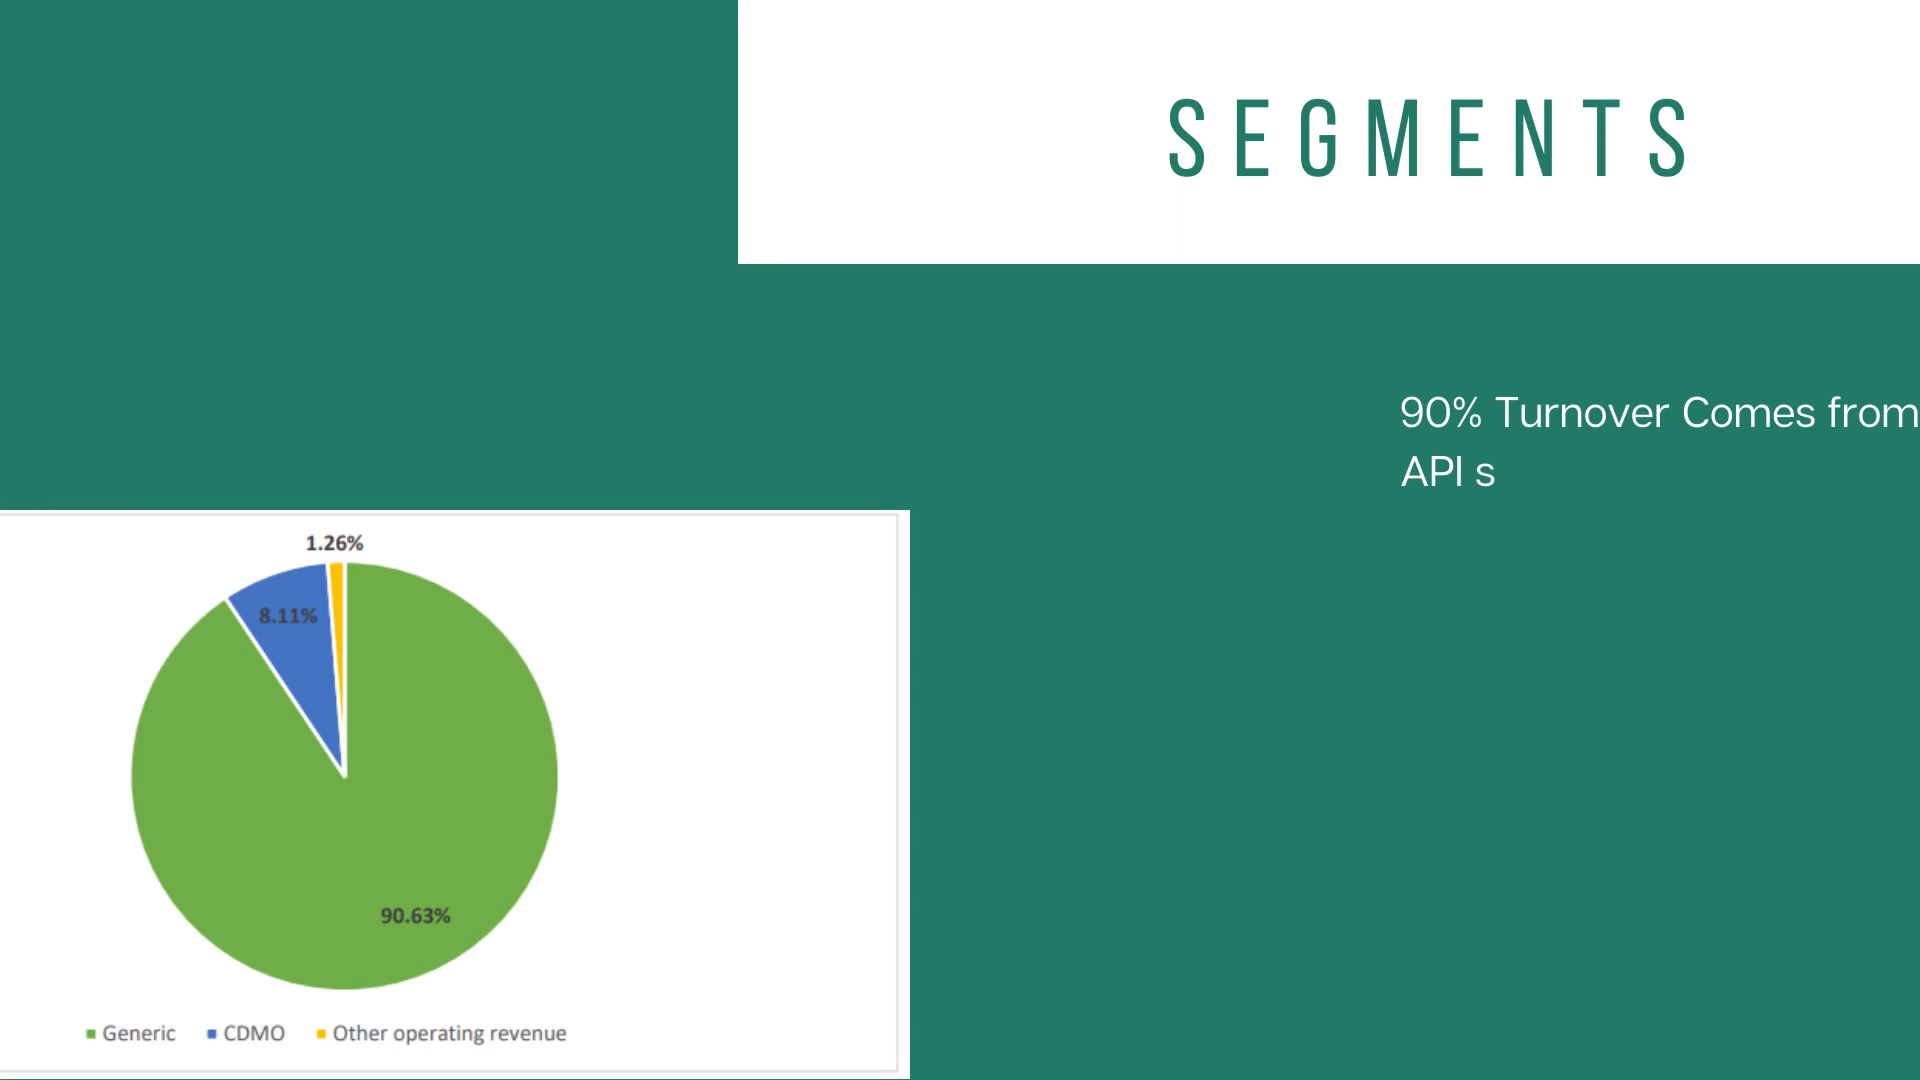 SEGMENTS
90% Turnover Comes from
API s
1.26%
8.11%
90.63%
Generic CDMO Other operating revenue